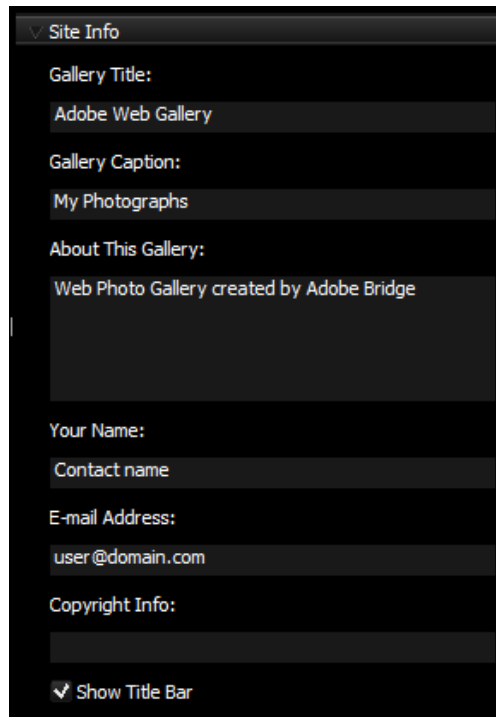 Site Info
Gallery Title:
Adobe Web Gallery
Gallery Caption:
My Photographs
About This Gallery:
Web Photo Gallery created by Adobe Bridge
Your Name:
Contact name
E-mail Address:
user@domain.com
Copyright Info:
Show Title Bar